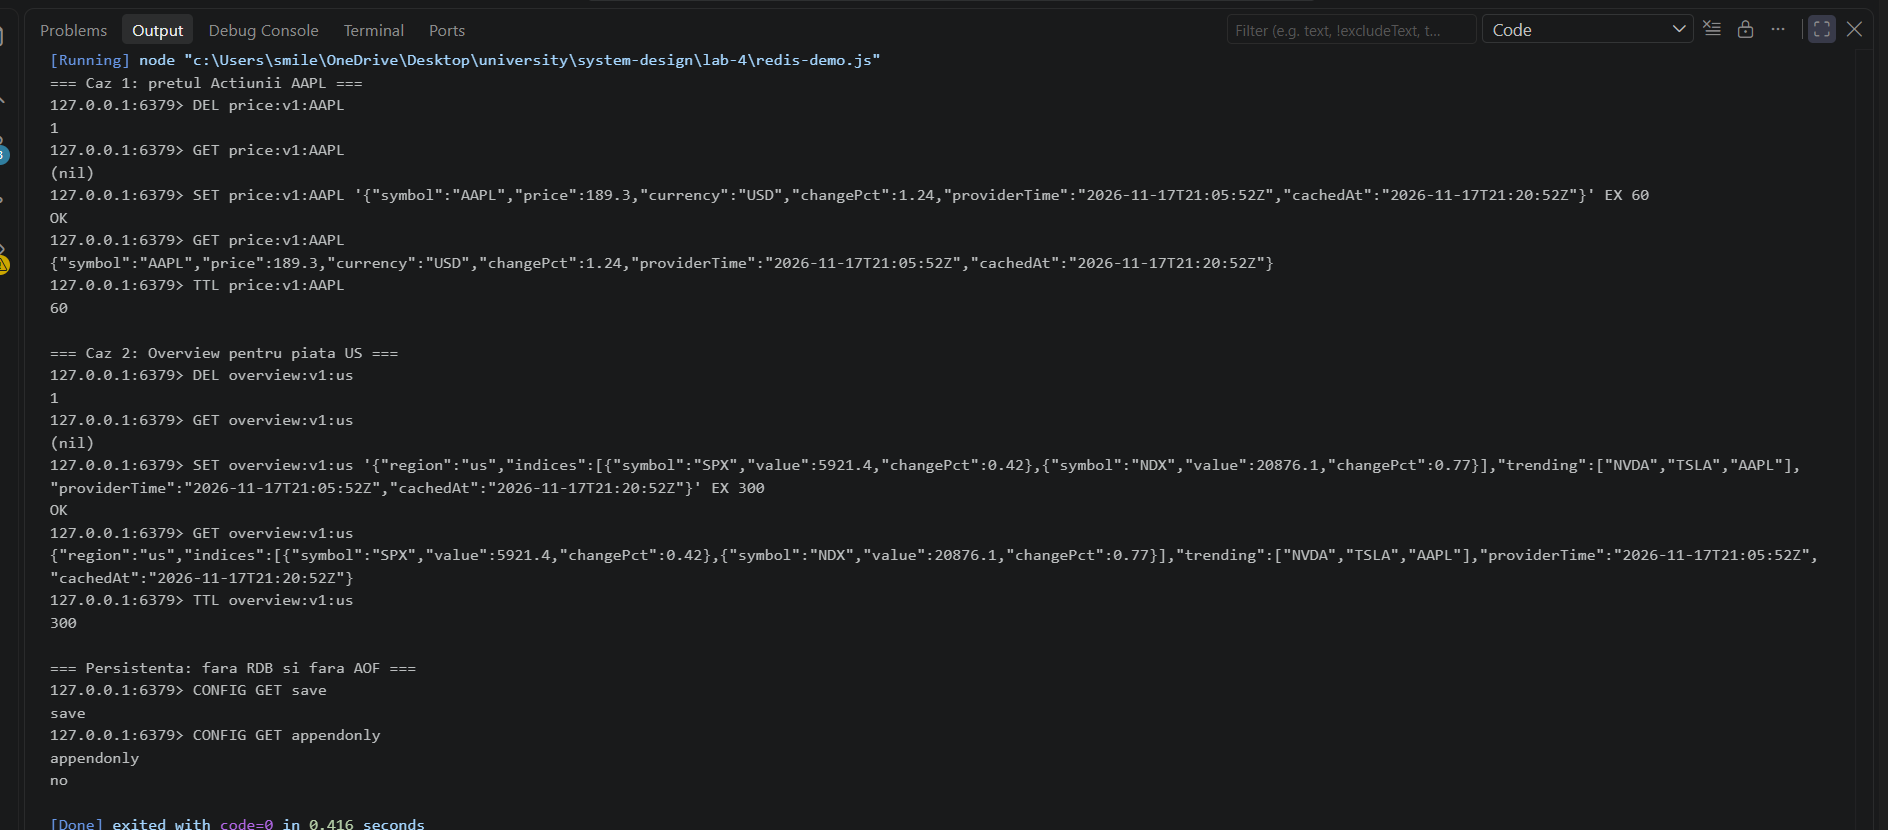 Problems Output Debug Console Terminal Ports Filter (e.g. text, !excludeText, t... Code
[Running] node "c:\Users\smile\OneDrive\Desktop\university\system-design\lab-4\redis-demo.js"
=== Caz 1: pretul Actiunii AAPL ===
127.0.0.1:6379> DEL price:v1:AAPL
1
127.0.0.1:6379> GET price:v1:AAPL
(nil)
127.0.0.1:6379> SET price:v1:AAPL '{"symbol":"AAPL","price":189.3,"currency":"USD","changePct":1.24,"providerTime":"2026-11-17T21:05:52Z","cachedAt":"2026-11-17T21:20:52Z"}' EX 60
OK
127.0.0.1:6379> GET price:v1:AAPL
{"symbol":"AAPL","price":189.3,"currency":"USD","changePct":1.24,"providerTime":"2026-11-17T21:05:52Z","cachedAt":"2026-11-17T21:20:52Z"}
127.0.0.1:6379> TTL price:v1:AAPL
60
=== Caz 2: Overview pentru piata US ===
127.0.0.1:6379> DEL overview:v1:us
1
127.0.0.1:6379> GET overview:v1:us
(nil)
127.0.0.1:6379> SET overview:v1:us '{"region":"us","indices":[{"symbol":"SPX","value":5921.4,"changePct":0.42},{"symbol":"NDX","value":20876.1,"changePct":0.77}],"trending":["NVDA","TSLA","AAPL"],
"providerTime":"2026-11-17T21:05:52Z","cachedAt":"2026-11-17T21:20:52Z"}' EX 300
OK
127.0.0.1:6379> GET overview:v1:us
{"region":"us","indices":[{"symbol":"SPX","value":5921.4,"changePct":0.42},{"symbol":"NDX","value":20876.1,"changePct":0.77}],"trending":["NVDA","TSLA","AAPL"],"providerTime":"2026-11-17T21:05:52Z",
"cachedAt":"2026-11-17T21:20:52Z"}
127.0.0.1:6379> TTL overview:v1:us
300
=== Persistenta: fara RDB si fara AOF ===
127.0.0.1:6379> CONFIG GET save
save
127.0.0.1:6379> CONFIG GET appendonly
appendonly
no
[Done] exited with code=0 in 0.416 seconds